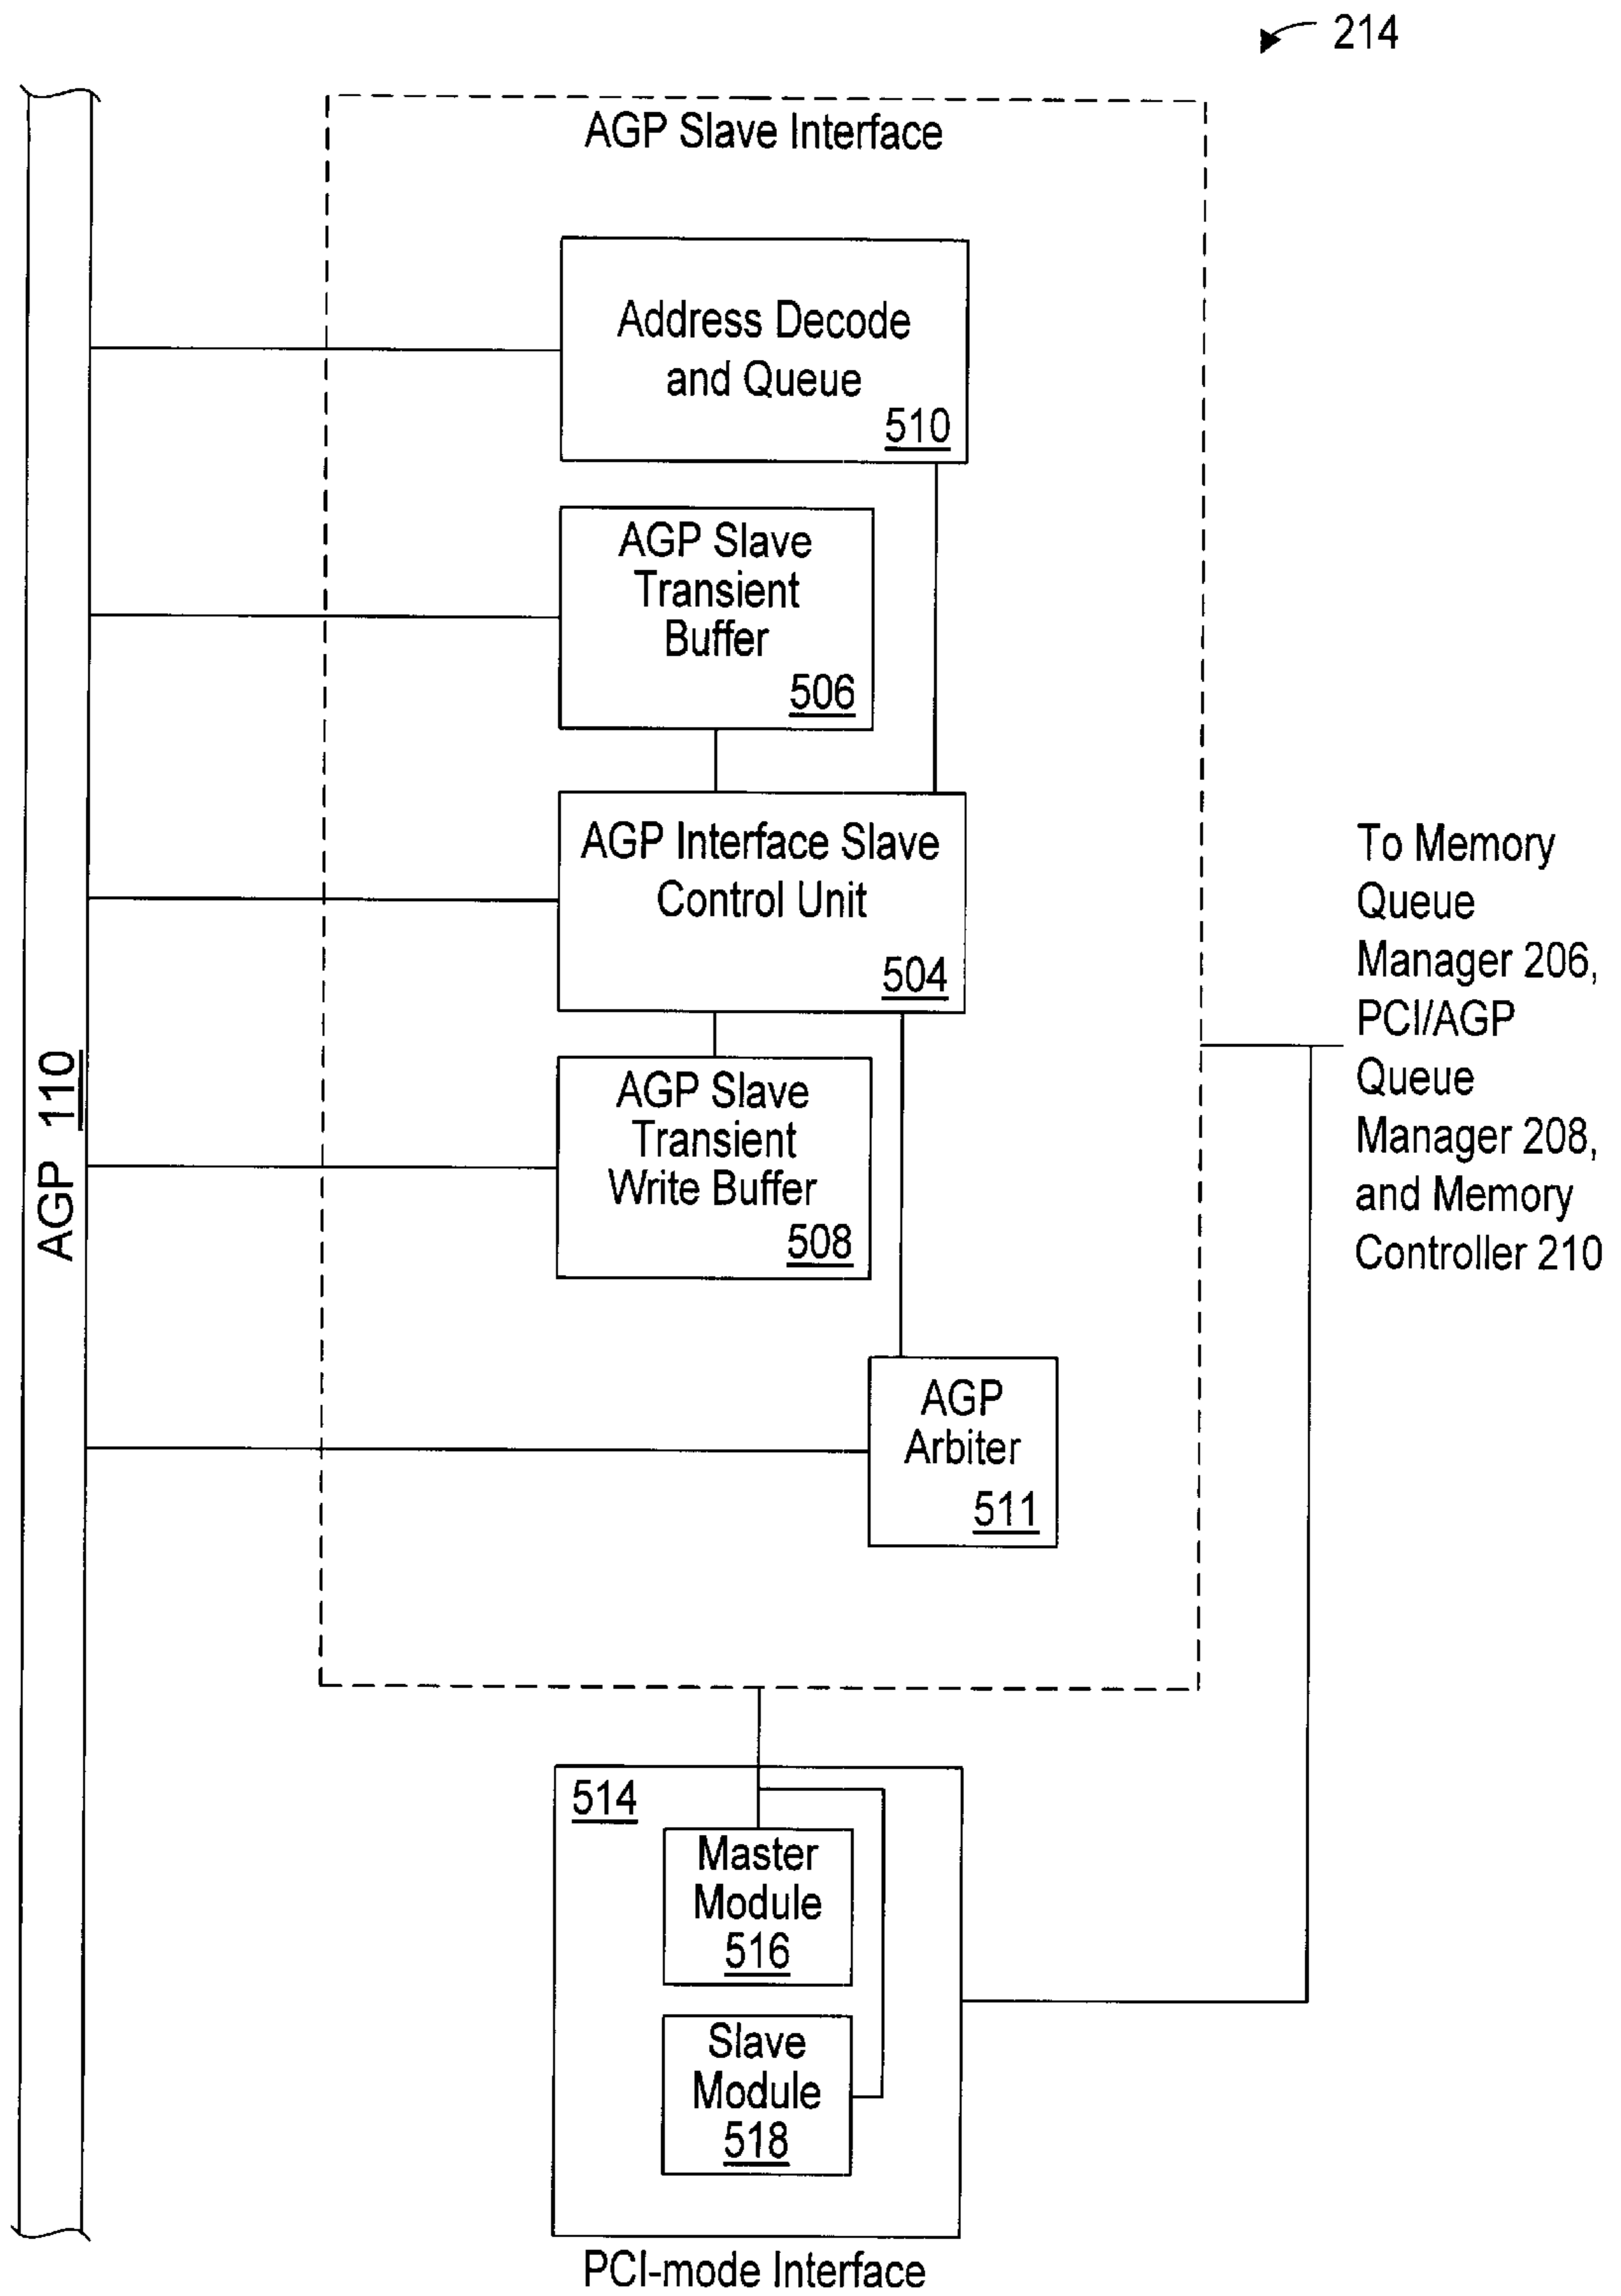 214
AGP Slave Interface
Address Decode
and Queue
510
AGP Slave
Transient
Buffer
506
AGP Interface Slave
Control Unit
504
AGP Slave
Transient
Write Buffer
508
AGP
Arbiter
511
AGP 110
To Memory
Queue
Manager 206,
PCI/AGP
Queue
Manager 208,
and Memory
Controller 210
514
Master
Module
516
Slave
Module
518
PCI-mode Interface